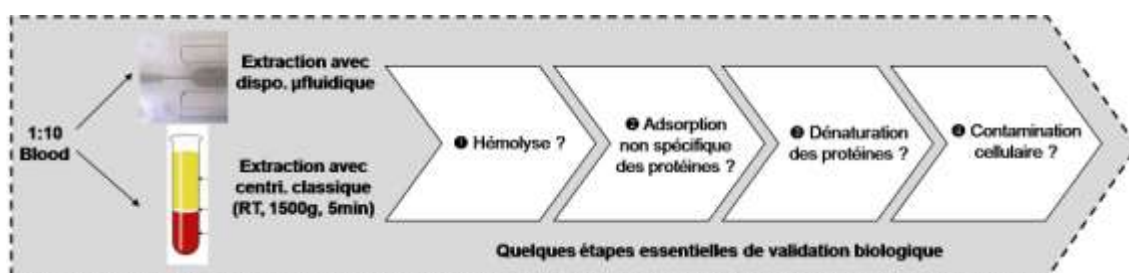 1:10
Blood
Extraction avec
dispo. µfluidique
Extraction avec
centri. classique
(RT, 1500g, 5min)
❶ Hémolyse ?
❷ Adsorption
non spécifique
des protéines ?
❸ Dénaturation
des protéines ?
❹ Contamination
cellulaire ?
Quelques étapes essentielles de validation biologique